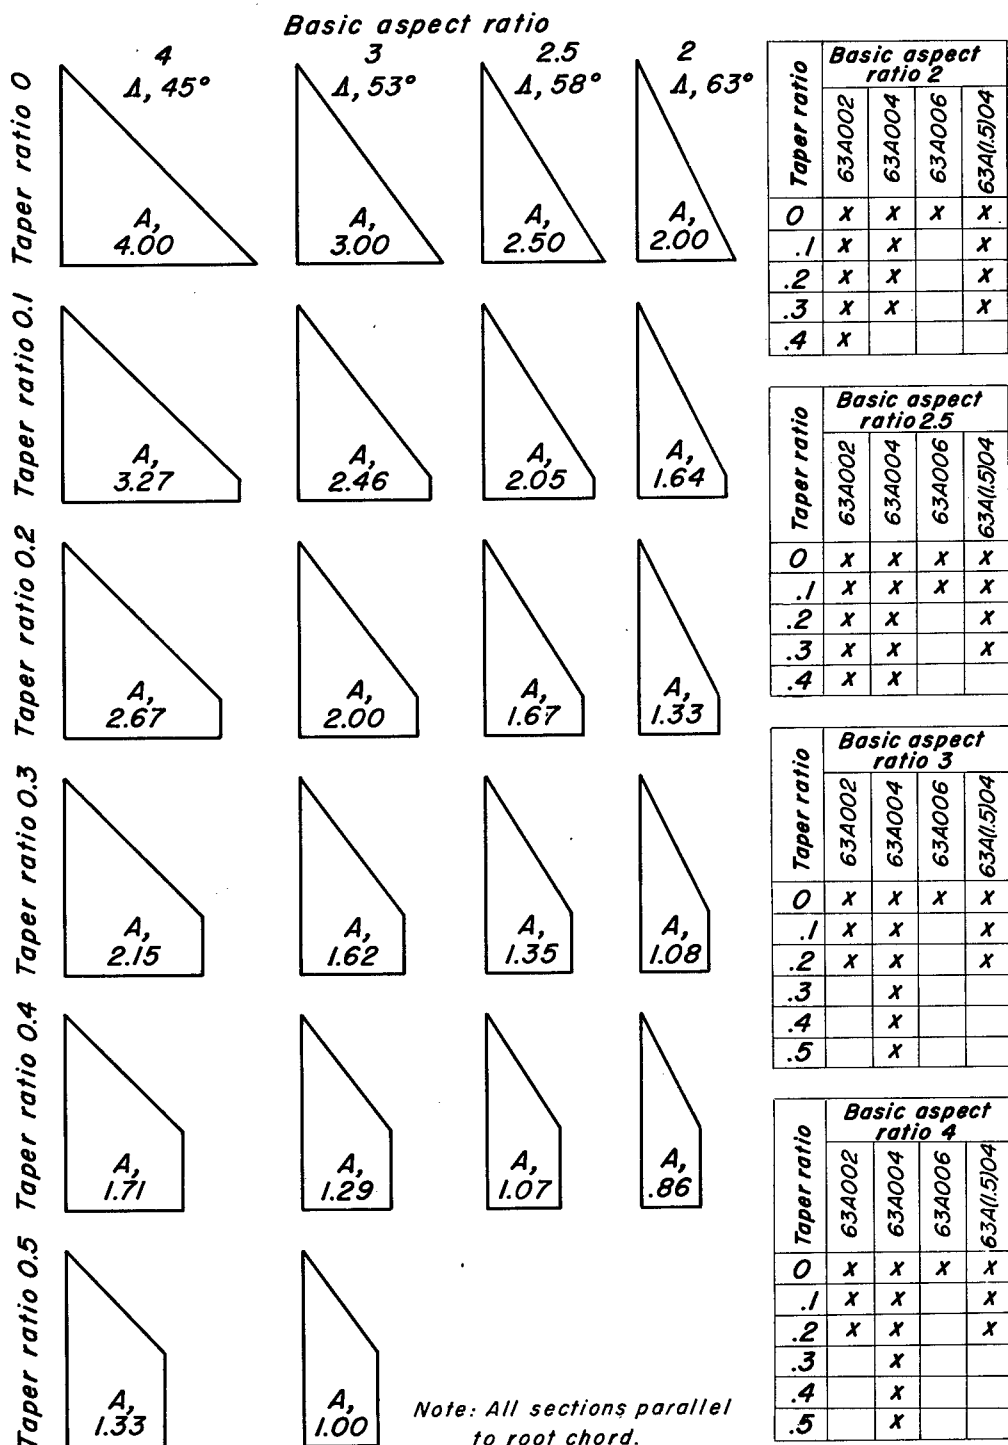 Basic aspect ratio
4 3 2.5 2
Λ, 45° Λ, 53° Λ, 58° Λ, 63°
Taper ratio 0
A, A, A, A,
4.00 3.00 2.50 2.00
Taper ratio 0.1
A, A, A, A,
3.27 2.46 2.05 1.64
Taper ratio 0.2
A, A, A, A,
2.67 2.00 1.67 1.33
Taper ratio 0.3
A, A, A, A,
2.15 1.62 1.35 1.08
Taper ratio 0.4
A, A, A, A,
1.71 1.29 1.07 .86
Taper ratio 0.5
A, A,
1.33 1.00
Note: All sections parallel
to root chord.
Basic aspect
ratio 2
Taper ratio 63A002 63A004 63A006 63A(1.5)04
0 x x x x
.1 x x x
.2 x x x
.3 x x x
.4 x
Basic aspect
ratio 2.5
Taper ratio 63A002 63A004 63A006 63A(1.5)04
0 x x x x
.1 x x x x
.2 x x x
.3 x x x
.4 x x
Basic aspect
ratio 3
Taper ratio 63A002 63A004 63A006 63A(1.5)04
0 x x x x
.1 x x x
.2 x x x
.3 x
.4 x
.5 x
Basic aspect
ratio 4
Taper ratio 63A002 63A004 63A006 63A(1.5)04
0 x x x x
.1 x x x
.2 x x x
.3 x
.4 x
.5 x